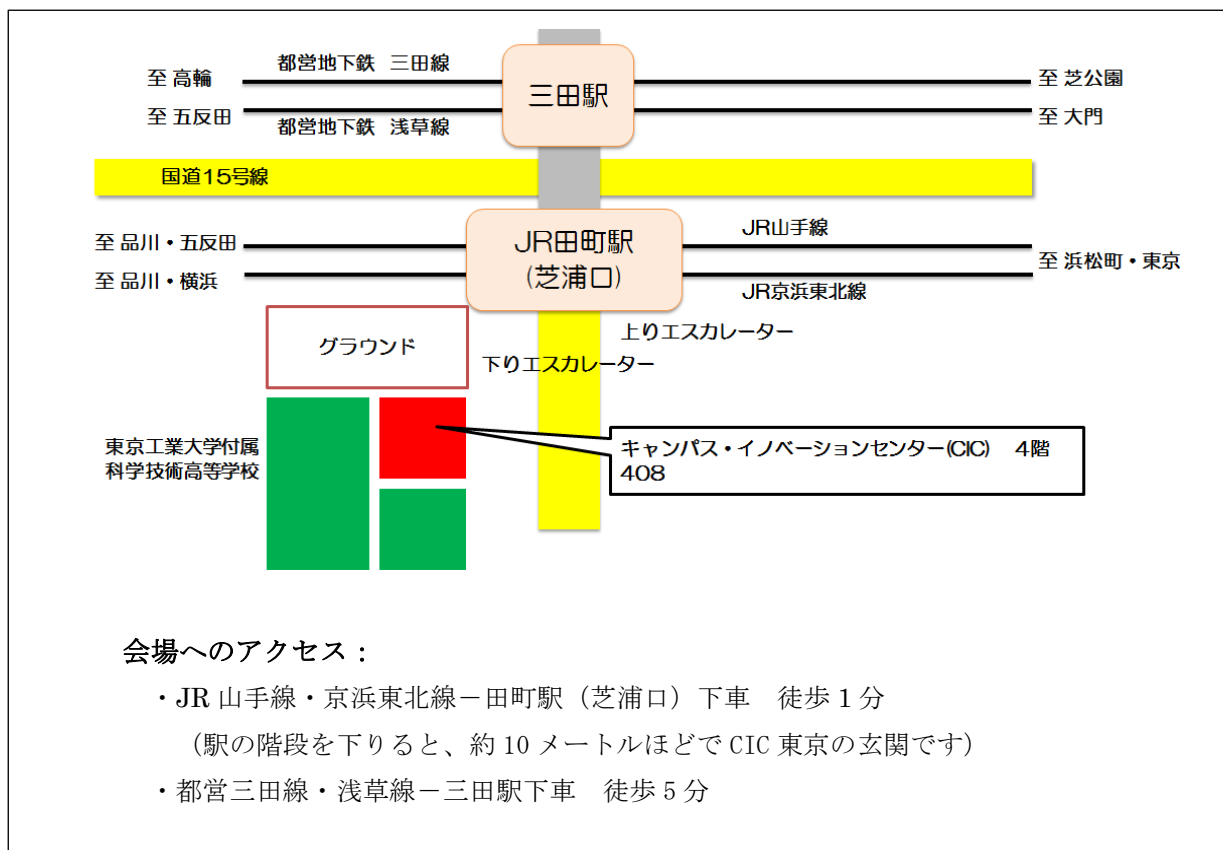 都営地下鉄 三田線
至 高輪
三田駅
至 芝公園
至 五反田
都営地下鉄 浅草線
至 大門
国道15号線
JR山手線
至 品川・五反田
JR田町駅
(芝浦口)
至 浜松町・東京
至 品川・横浜
JR京浜東北線
上りエスカレーター
グラウンド
下りエスカレーター
東京工業大学付属
科学技術高等学校
キャンパス・イノベーションセンター(CIC) 4階
408
会場へのアクセス：
・JR 山手線・京浜東北線－田町駅（芝浦口）下車 徒歩 1 分
（駅の階段を下りると、約 10 メートルほどで CIC 東京の玄関です）
・都営三田線・浅草線－三田駅下車 徒歩 5 分